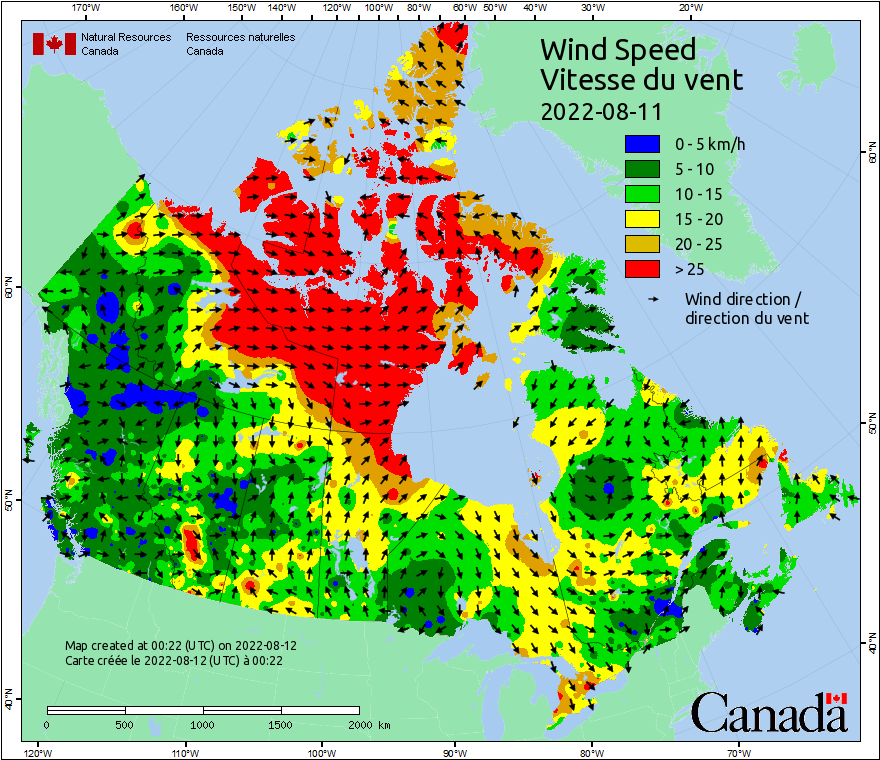 170°W 160°W 150°W 140°W 130°W 120°W 110°W 100°W 90°W 80°W 60°W 50°W 40°W 30°W 20°W
Natural Resources Ressources naturelles
Canada Canada
Wind Speed
Vitesse du vent
2022-08-11
0 - 5 km/h
5 - 10
10 - 15
15 - 20
20 - 25
> 25
Wind direction /
direction du vent
60°N
60°N
50°N
50°N
40°N
40°N
Map created at 00:22 (UTC) on 2022-08-12
Carte créée le 2022-08-12 (UTC) à 00:22
0 500 1000 1500 2000 km
Canada
120°W 110°W 100°W 90°W 80°W 70°W